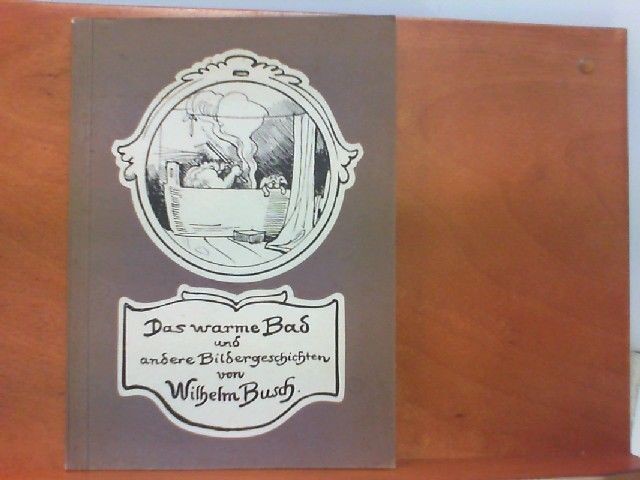 Das warme Bad
und
andere Bildergeschichten
von
Wilhelm Busch.